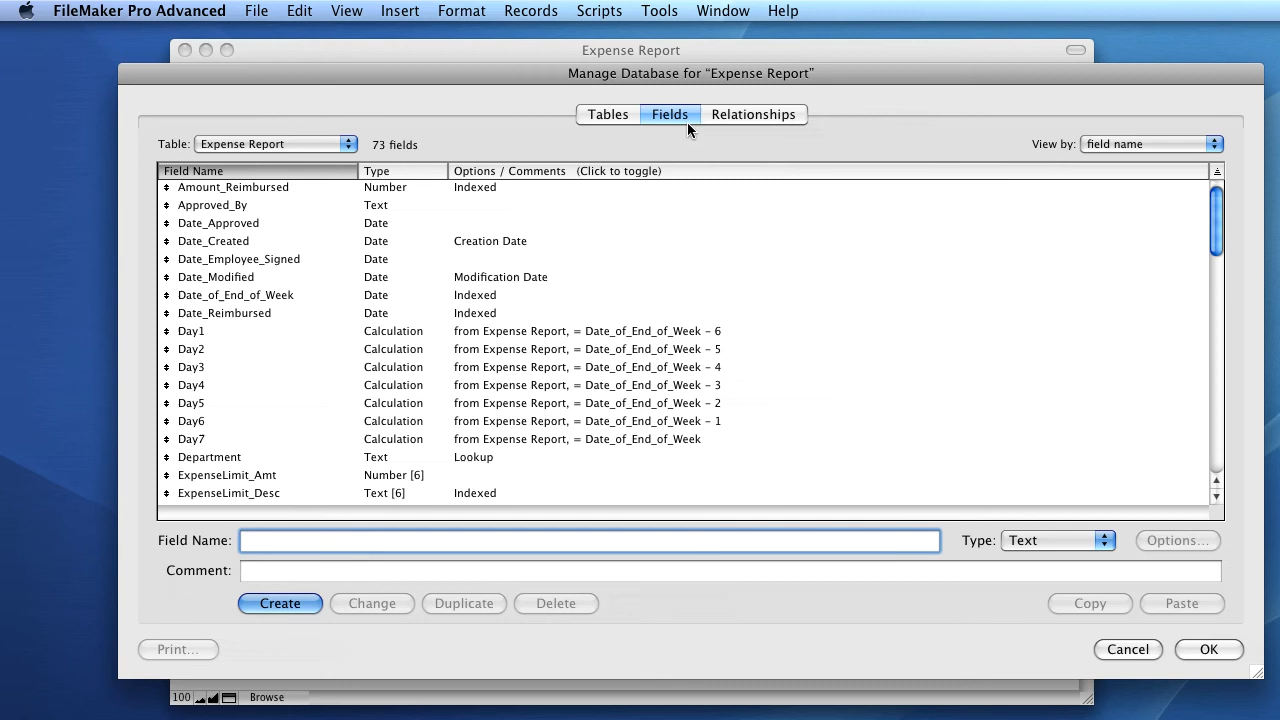 FileMaker Pro Advanced File Edit View Insert Format Records Scripts Tools Window Help
Expense Report
Manage Database for “Expense Report”
Tables Fields Relationships
Table: Expense Report 73 fields View by: field name
Field Name Type Options / Comments (Click to toggle)
Amount_Reimbursed Number Indexed
Approved_By Text
Date_Approved Date
Date_Created Date Creation Date
Date_Employee_Signed Date
Date_Modified Date Modification Date
Date_of_End_of_Week Date Indexed
Date_Reimbursed Date Indexed
Day1 Calculation from Expense Report, = Date_of_End_of_Week - 6
Day2 Calculation from Expense Report, = Date_of_End_of_Week - 5
Day3 Calculation from Expense Report, = Date_of_End_of_Week - 4
Day4 Calculation from Expense Report, = Date_of_End_of_Week - 3
Day5 Calculation from Expense Report, = Date_of_End_of_Week - 2
Day6 Calculation from Expense Report, = Date_of_End_of_Week - 1
Day7 Calculation from Expense Report, = Date_of_End_of_Week
Department Text Lookup
ExpenseLimit_Amt Number [6]
ExpenseLimit_Desc Text [6] Indexed
Field Name: Type: Text Options...
Comment:
Create Change Duplicate Delete Copy Paste
Print... Cancel OK
100 Browse